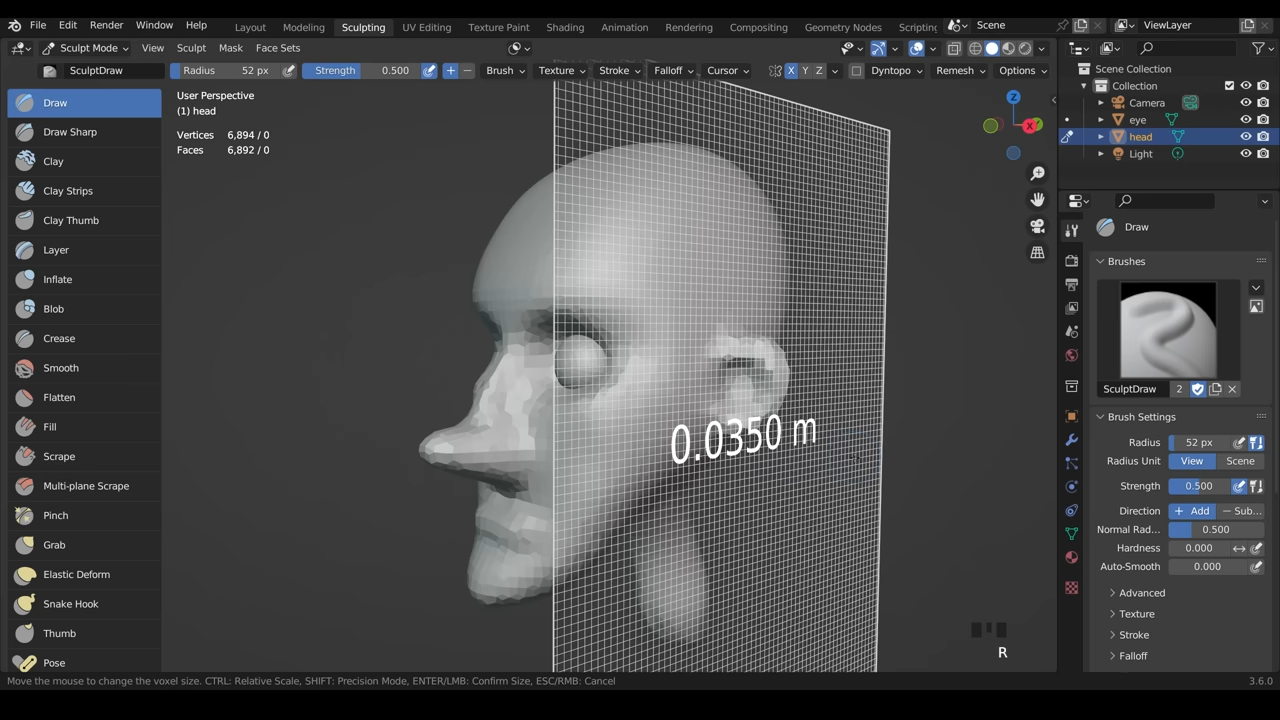 File Edit Render Window Help Layout Modeling Sculpting UV Editing Texture Paint Shading Animation Rendering Compositing Geometry Nodes Scripting Scene ViewLayer
Sculpt Mode View Sculpt Mask Face Sets
SculptDraw Radius 52 px Strength 0.500 + − Brush Texture Stroke Falloff Cursor X Y Z Dyntopo Remesh Options
Draw
Draw Sharp
Clay
Clay Strips
Clay Thumb
Layer
Inflate
Blob
Crease
Smooth
Flatten
Fill
Scrape
Multi-plane Scrape
Pinch
Grab
Elastic Deform
Snake Hook
Thumb
Pose
User Perspective
(1) head
Vertices 6,894 / 0
Faces 6,892 / 0
Z
X
0.0350 m
R
Scene Collection
Collection
Camera
eye
head
Light
Draw
Brushes
SculptDraw 2
Brush Settings
Radius 52 px
Radius Unit View Scene
Strength 0.500
Direction + Add − Sub...
Normal Rad... 0.500
Hardness 0.000
Auto-Smooth 0.000
Advanced
Texture
Stroke
Falloff
Move the mouse to change the voxel size. CTRL: Relative Scale, SHIFT: Precision Mode, ENTER/LMB: Confirm Size, ESC/RMB: Cancel 3.6.0